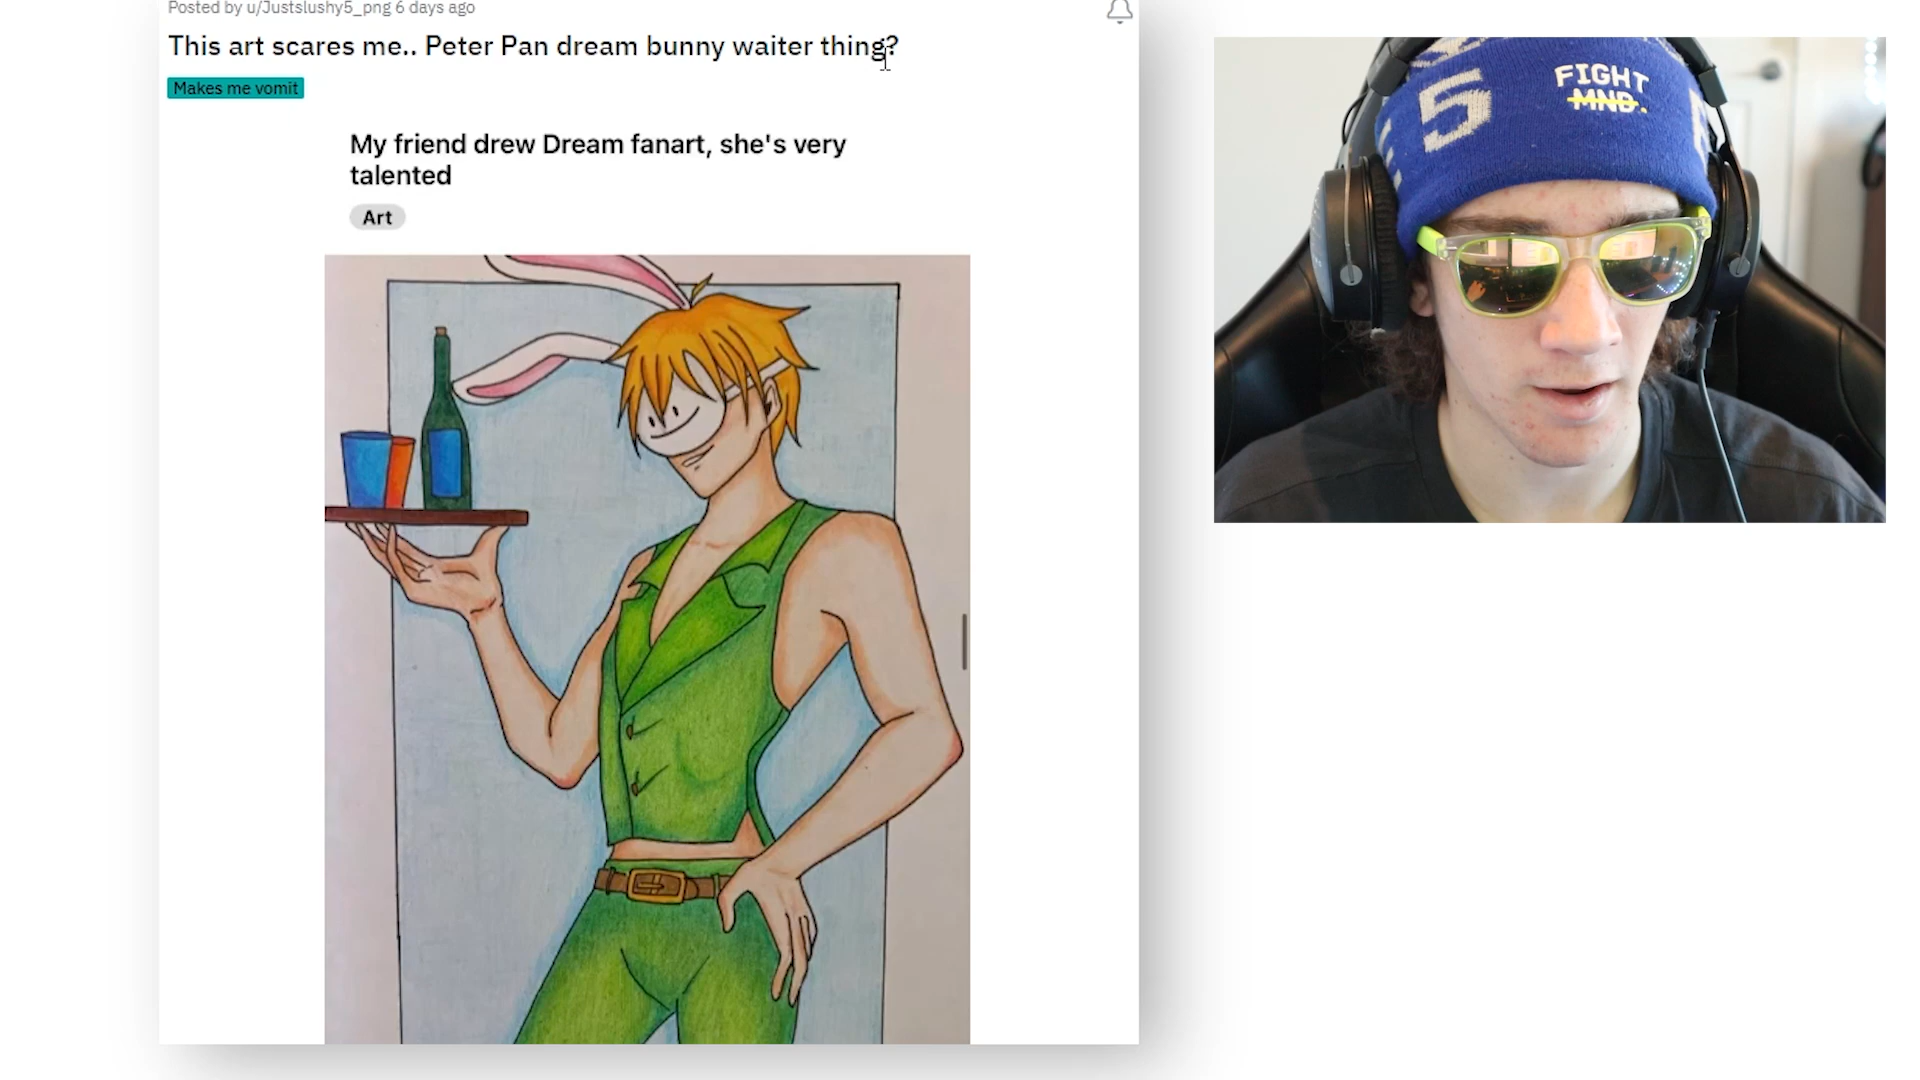 Posted by u/Justslushy5_png 6 days ago
This art scares me.. Peter Pan dream bunny waiter thing?
Makes me vomit
My friend drew Dream fanart, she's very
talented
Art
5
FIGHT
MND.